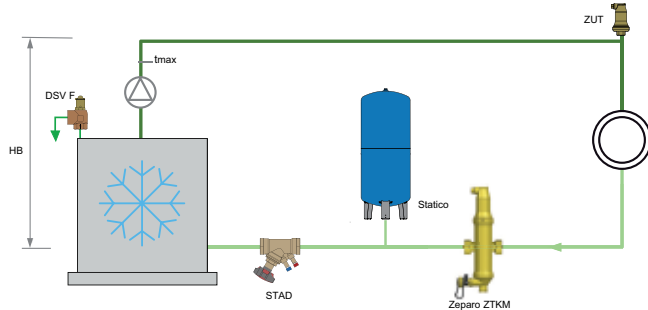 ZUT
tmax
DSV F
HB
Statico
STAD
Zeparo ZTKM